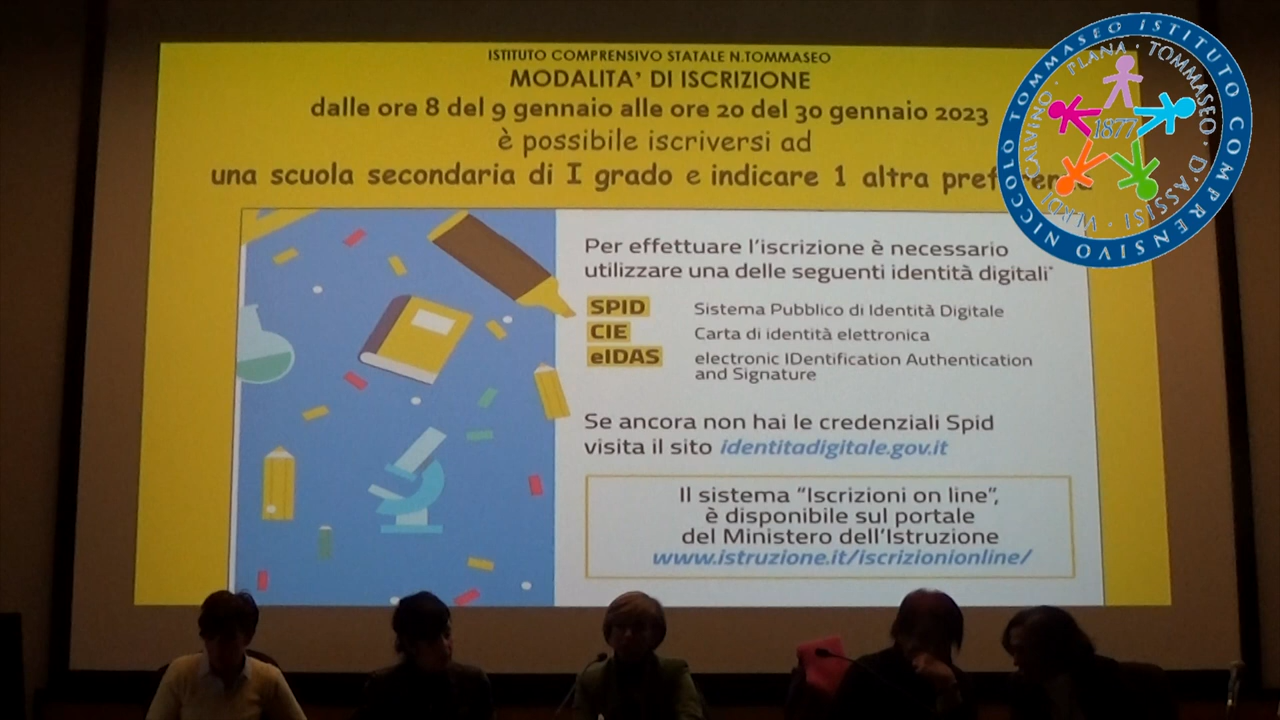 ISTITUTO COMPRENSIVO STATALE N.TOMMASEO
MODALITA' DI ISCRIZIONE
dalle ore 8 del 9 gennaio alle ore 20 del 30 gennaio 2023
è possibile iscriversi ad
una scuola secondaria di I grado e indicare 1 altra
Per effettuare l'iscrizione è necessario
utilizzare una delle seguenti identità digitali*
SPID Sistema Pubblico di Identità Digitale
CIE Carta di identità elettronica
eIDAS electronic IDentification Authentication
and Signature
Se ancora non hai le credenziali Spid
visita il sito identitadigitale.gov.it
Il sistema “Iscrizioni on line”,
è disponibile sul portale
del Ministero dell'Istruzione
www.istruzione.it/iscrizionionline/
ISTITUTO COMPRENSIVO NICCOLO TOMMASEO
VERDI · CALVINO · PLANA · TOMMASEO · D'ASSISI
1877